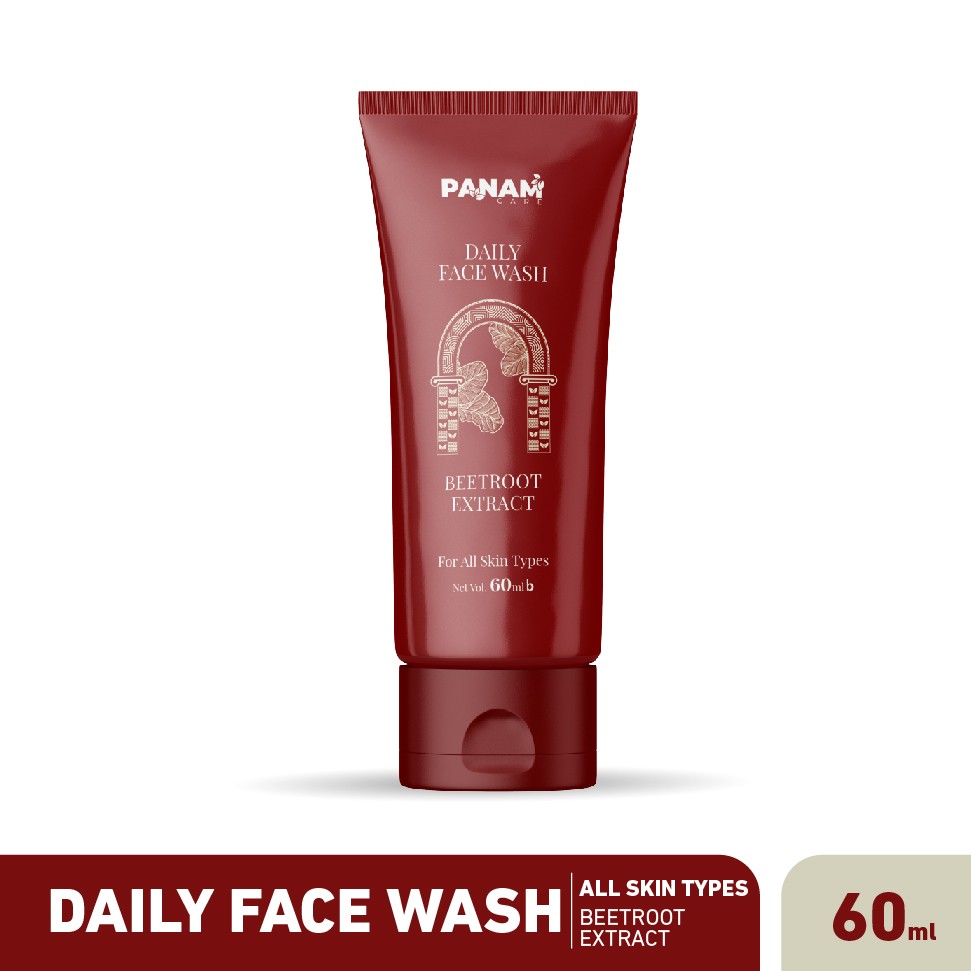 PANAM
CARE
DAILY
FACE WASH
BEETROOT
EXTRACT
For All Skin Types
Net Vol. 60ml b
DAILY FACE WASH
ALL SKIN TYPES
BEETROOT
EXTRACT
60ml